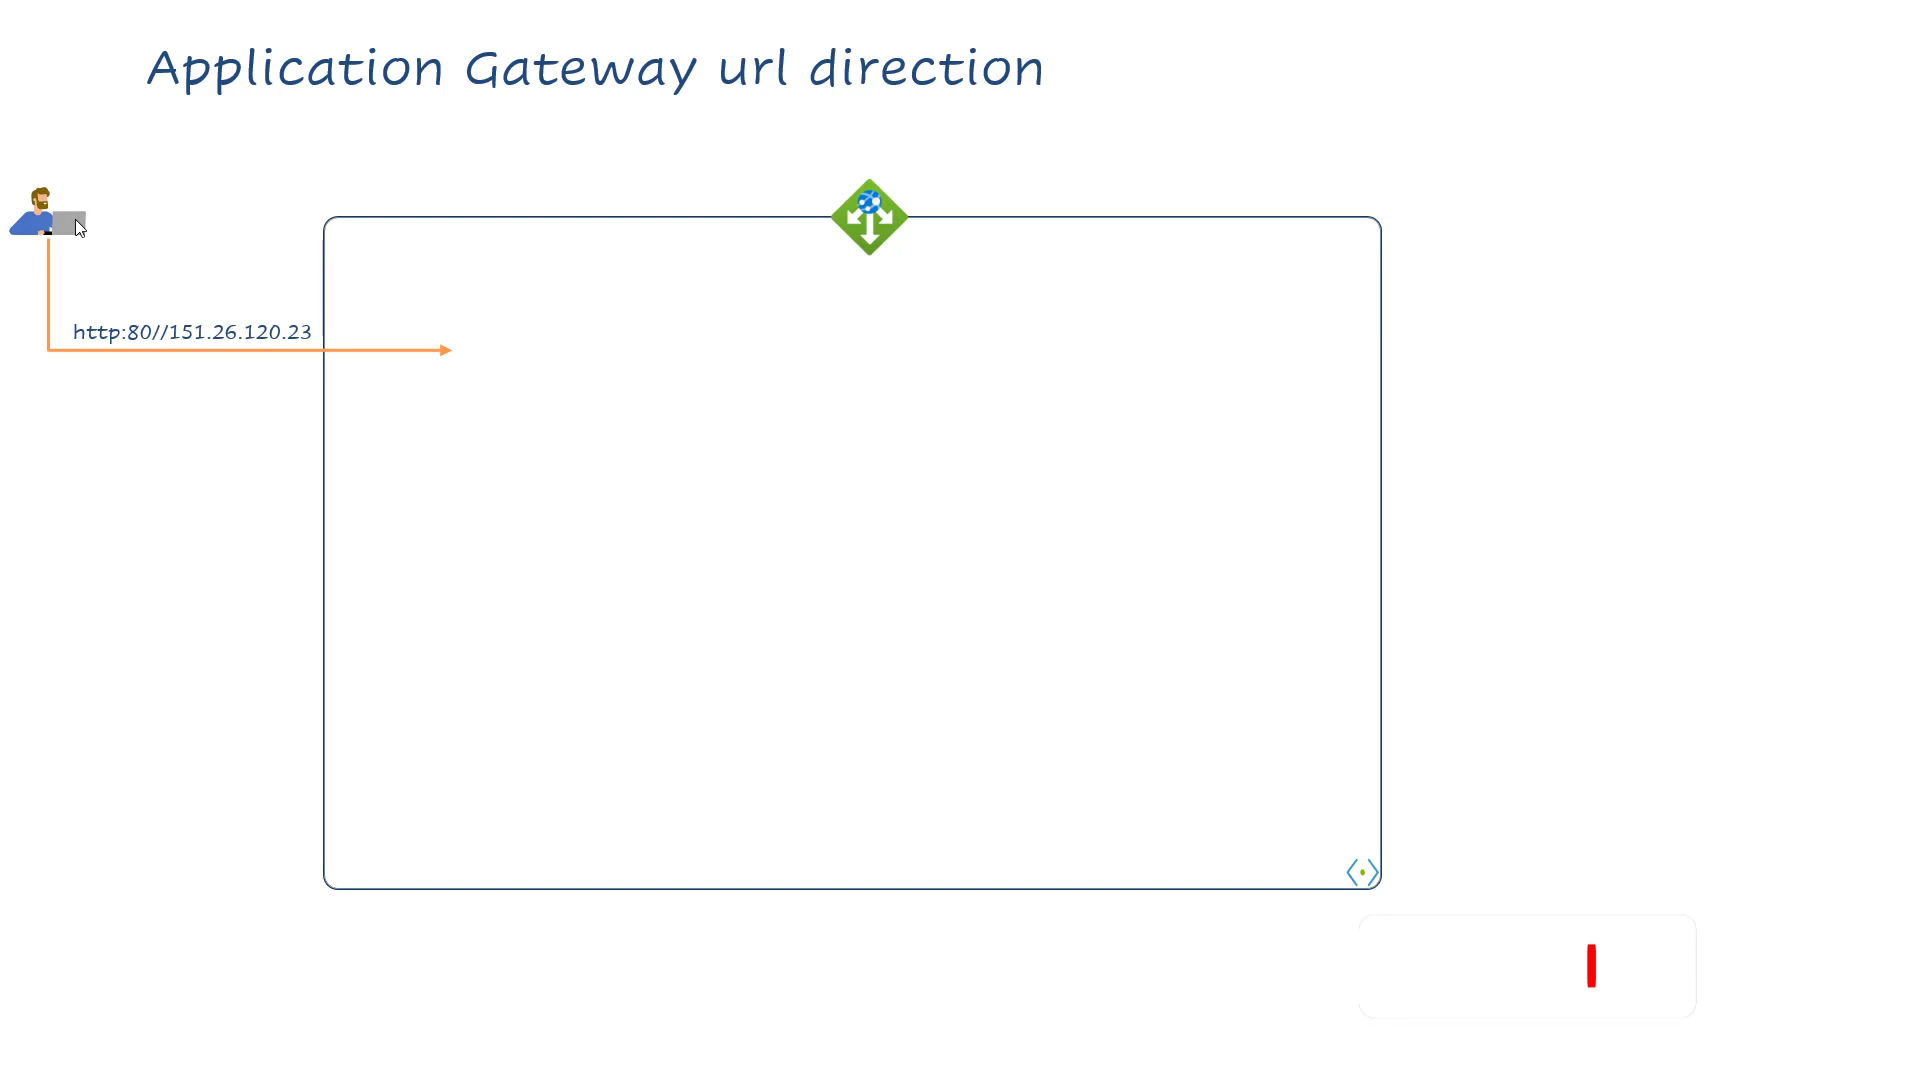 Application Gateway url direction
http:80//151.26.120.23